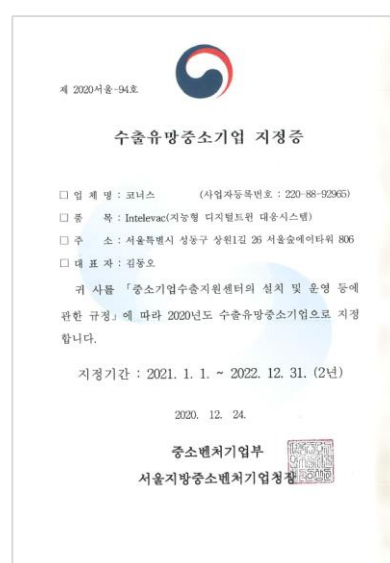 제 2020서울-94호
수출유망중소기업 지정증
□ 업 체 명 : 코너스 (사업자등록번호 : 220-88-92965)
□ 품 목 : Intelevac(지능형 디지털트윈 대응시스템)
□ 주 소 : 서울특별시 성동구 상원1길 26 서울숲에이타워 806
□ 대 표 자 : 김동오
귀 사를 「중소기업수출지원센터의 설치 및 운영 등에
관한 규정」에 따라 2020년도 수출유망중소기업으로 지정
합니다.
지정기간 : 2021. 1. 1. ~ 2022. 12. 31. (2년)
2020. 12. 24.
중소벤처기업부
서울지방중소벤처기업청장